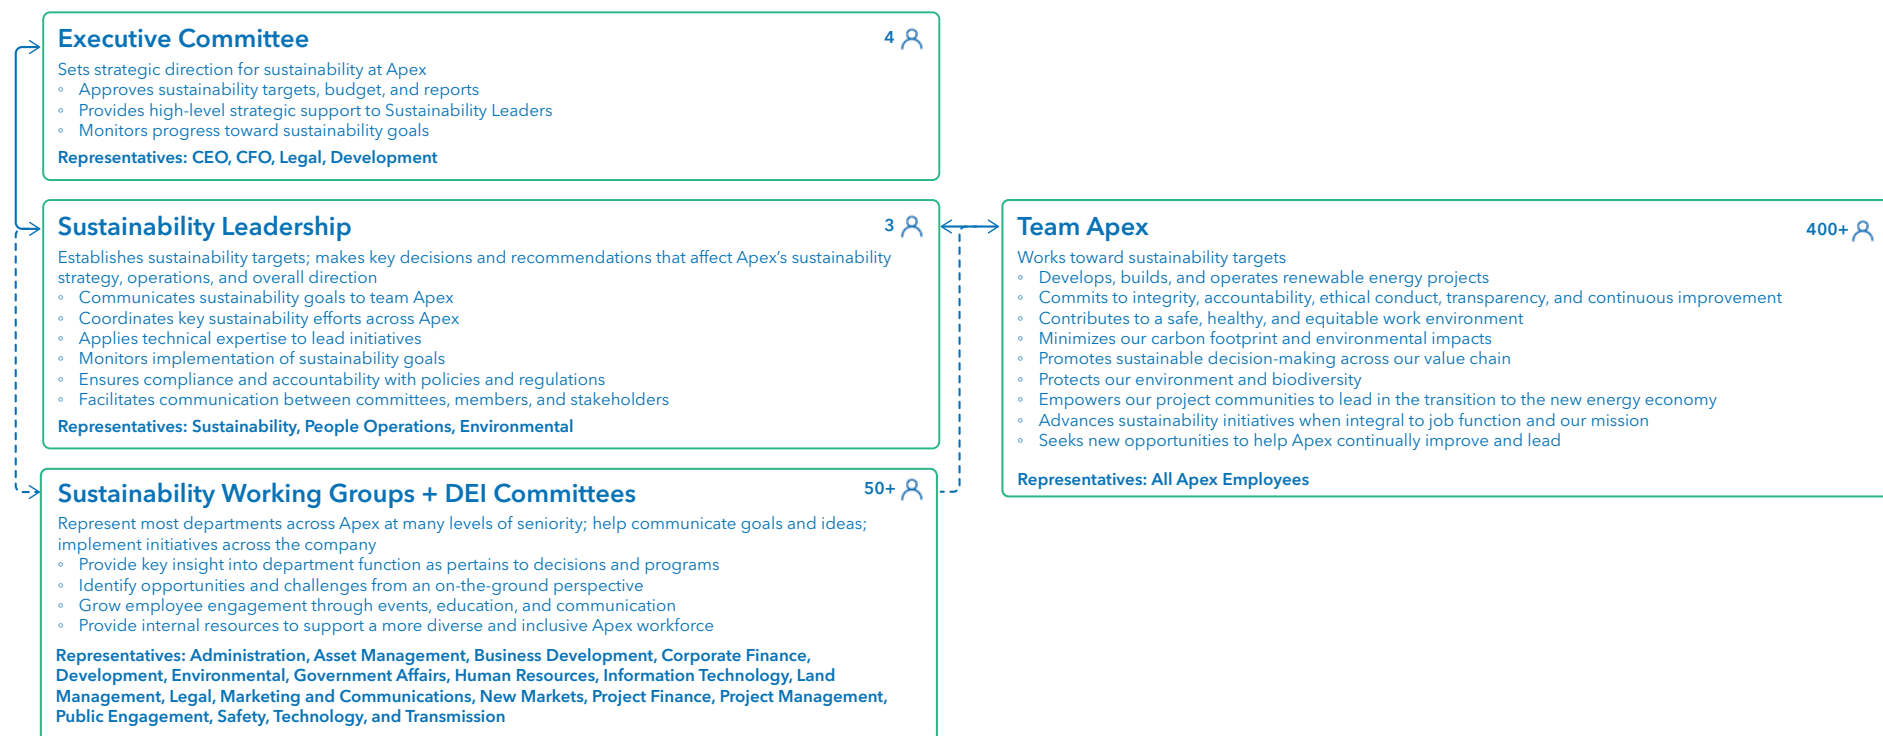 Executive Committee
4
Sets strategic direction for sustainability at Apex
◦ Approves sustainability targets, budget, and reports
◦ Provides high-level strategic support to Sustainability Leaders
◦ Monitors progress toward sustainability goals
Representatives: CEO, CFO, Legal, Development
Sustainability Leadership
3
Establishes sustainability targets; makes key decisions and recommendations that affect Apex’s sustainability
strategy, operations, and overall direction
◦ Communicates sustainability goals to team Apex
◦ Coordinates key sustainability efforts across Apex
◦ Applies technical expertise to lead initiatives
◦ Monitors implementation of sustainability goals
◦ Ensures compliance and accountability with policies and regulations
◦ Facilitates communication between committees, members, and stakeholders
Representatives: Sustainability, People Operations, Environmental
Sustainability Working Groups + DEI Committees
50+
Represent most departments across Apex at many levels of seniority; help communicate goals and ideas;
implement initiatives across the company
◦ Provide key insight into department function as pertains to decisions and programs
◦ Identify opportunities and challenges from an on-the-ground perspective
◦ Grow employee engagement through events, education, and communication
◦ Provide internal resources to support a more diverse and inclusive Apex workforce
Representatives: Administration, Asset Management, Business Development, Corporate Finance,
Development, Environmental, Government Affairs, Human Resources, Information Technology, Land
Management, Legal, Marketing and Communications, New Markets, Project Finance, Project Management,
Public Engagement, Safety, Technology, and Transmission
Team Apex
400+
Works toward sustainability targets
◦ Develops, builds, and operates renewable energy projects
◦ Commits to integrity, accountability, ethical conduct, transparency, and continuous improvement
◦ Contributes to a safe, healthy, and equitable work environment
◦ Minimizes our carbon footprint and environmental impacts
◦ Promotes sustainable decision-making across our value chain
◦ Protects our environment and biodiversity
◦ Empowers our project communities to lead in the transition to the new energy economy
◦ Advances sustainability initiatives when integral to job function and our mission
◦ Seeks new opportunities to help Apex continually improve and lead
Representatives: All Apex Employees